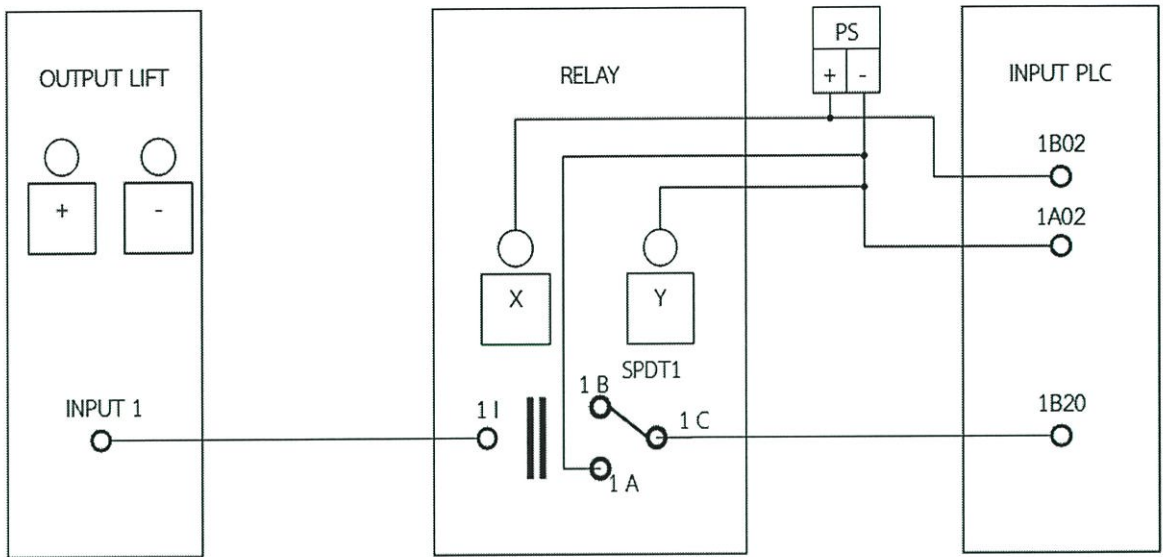 OUTPUT LIFT
+ -
INPUT 1
RELAY
X Y
SPDT1
1 I
1 B
1 C
1 A
PS
+ -
INPUT PLC
1B02
1A02
1B20